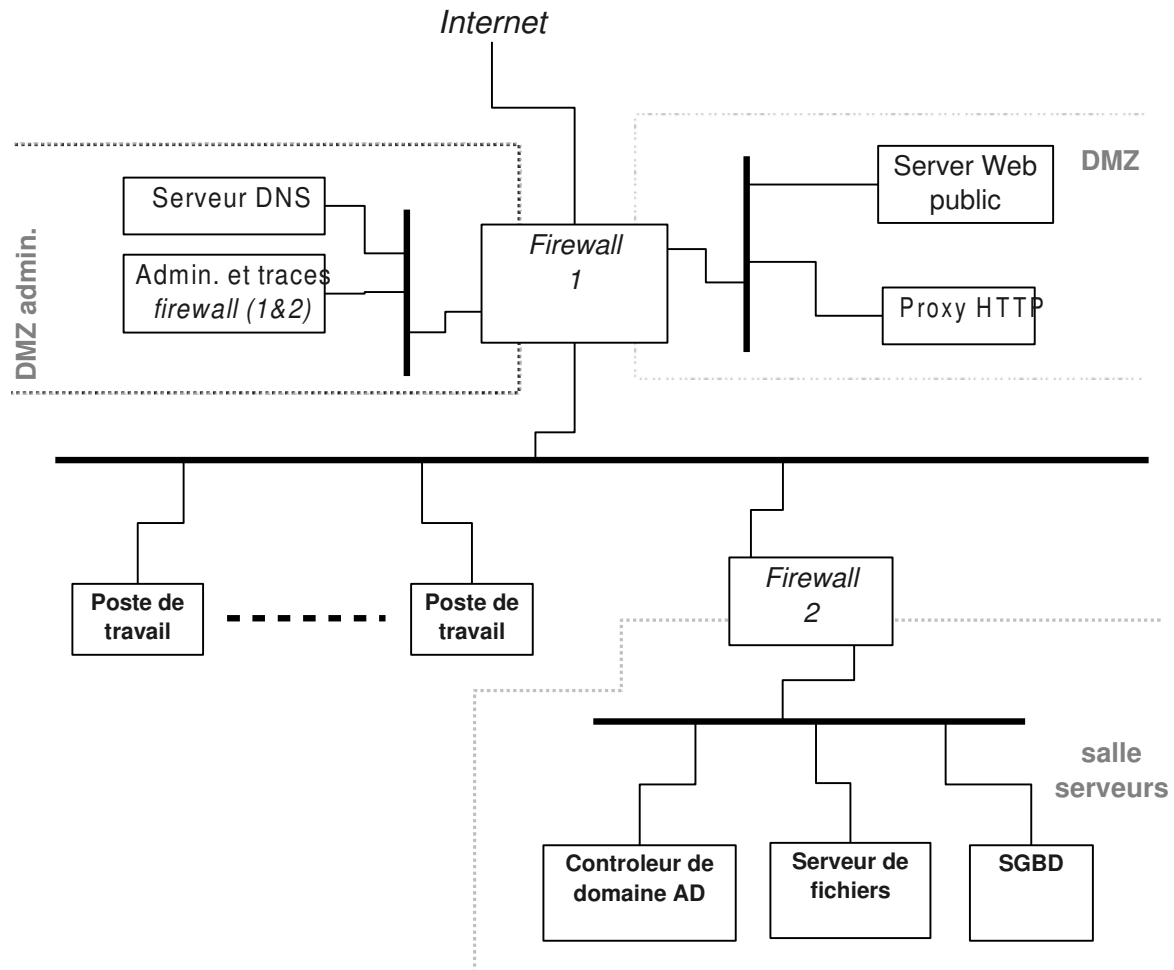 Internet
DMZ
Server Web
public
Serveur DNS
Firewall
1
DMZ admin.
Admin. et traces
firewall (1&2)
Proxy HTTP
Poste de
travail
Poste de
travail
Firewall
2
salle
serveurs
Controleur de
domaine AD
Serveur de
fichiers
SGBD